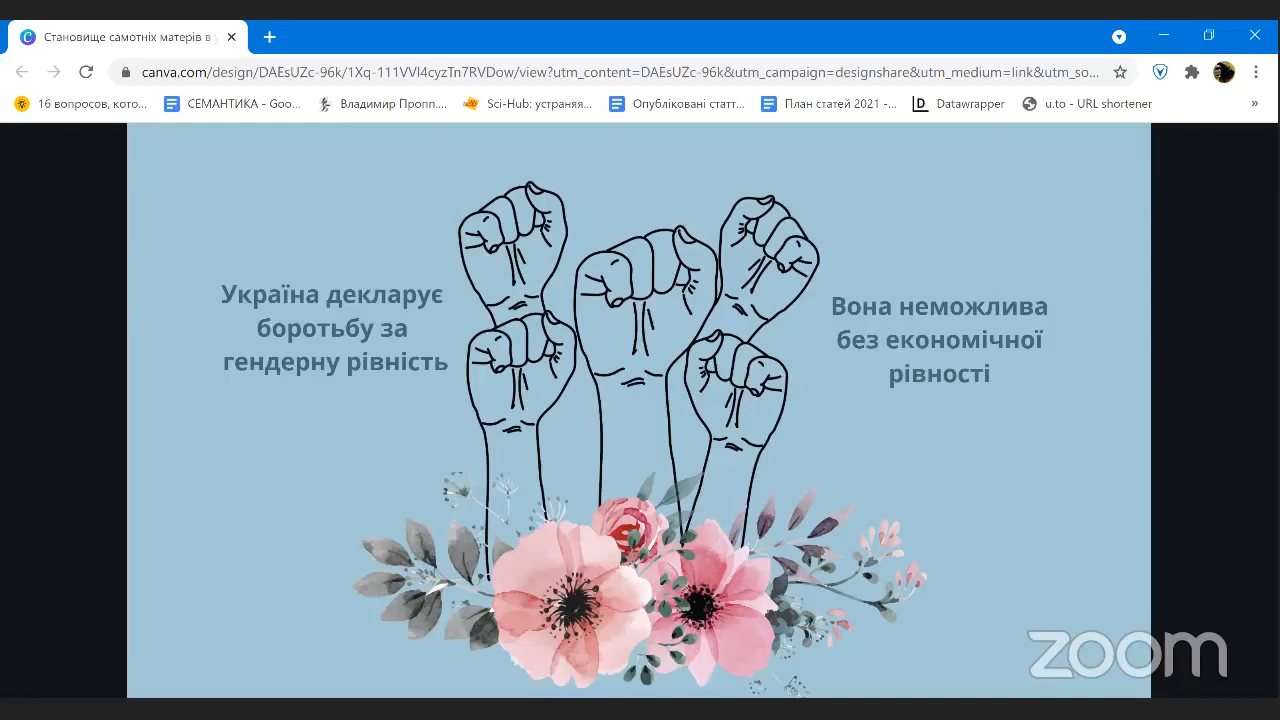 Становище самотніх матерів в у
canva.com/design/DAEsUZc-96k/1Xq-111VVI4cyzTn7RVDow/view?utm_content=DAEsUZc-96k&utm_campaign=designshare&utm_medium=link&utm_so...
16 вопросов, кото...
СЕМАНТИКА - Goo...
Владимир Пропп....
Sci-Hub: устраняя...
Опубліковані статт...
План статей 2021 -...
Datawrapper
u.to - URL shortener
Україна декларує
боротьбу за
гендерну рівність
Вона неможлива
без економічної
рівності
zoom